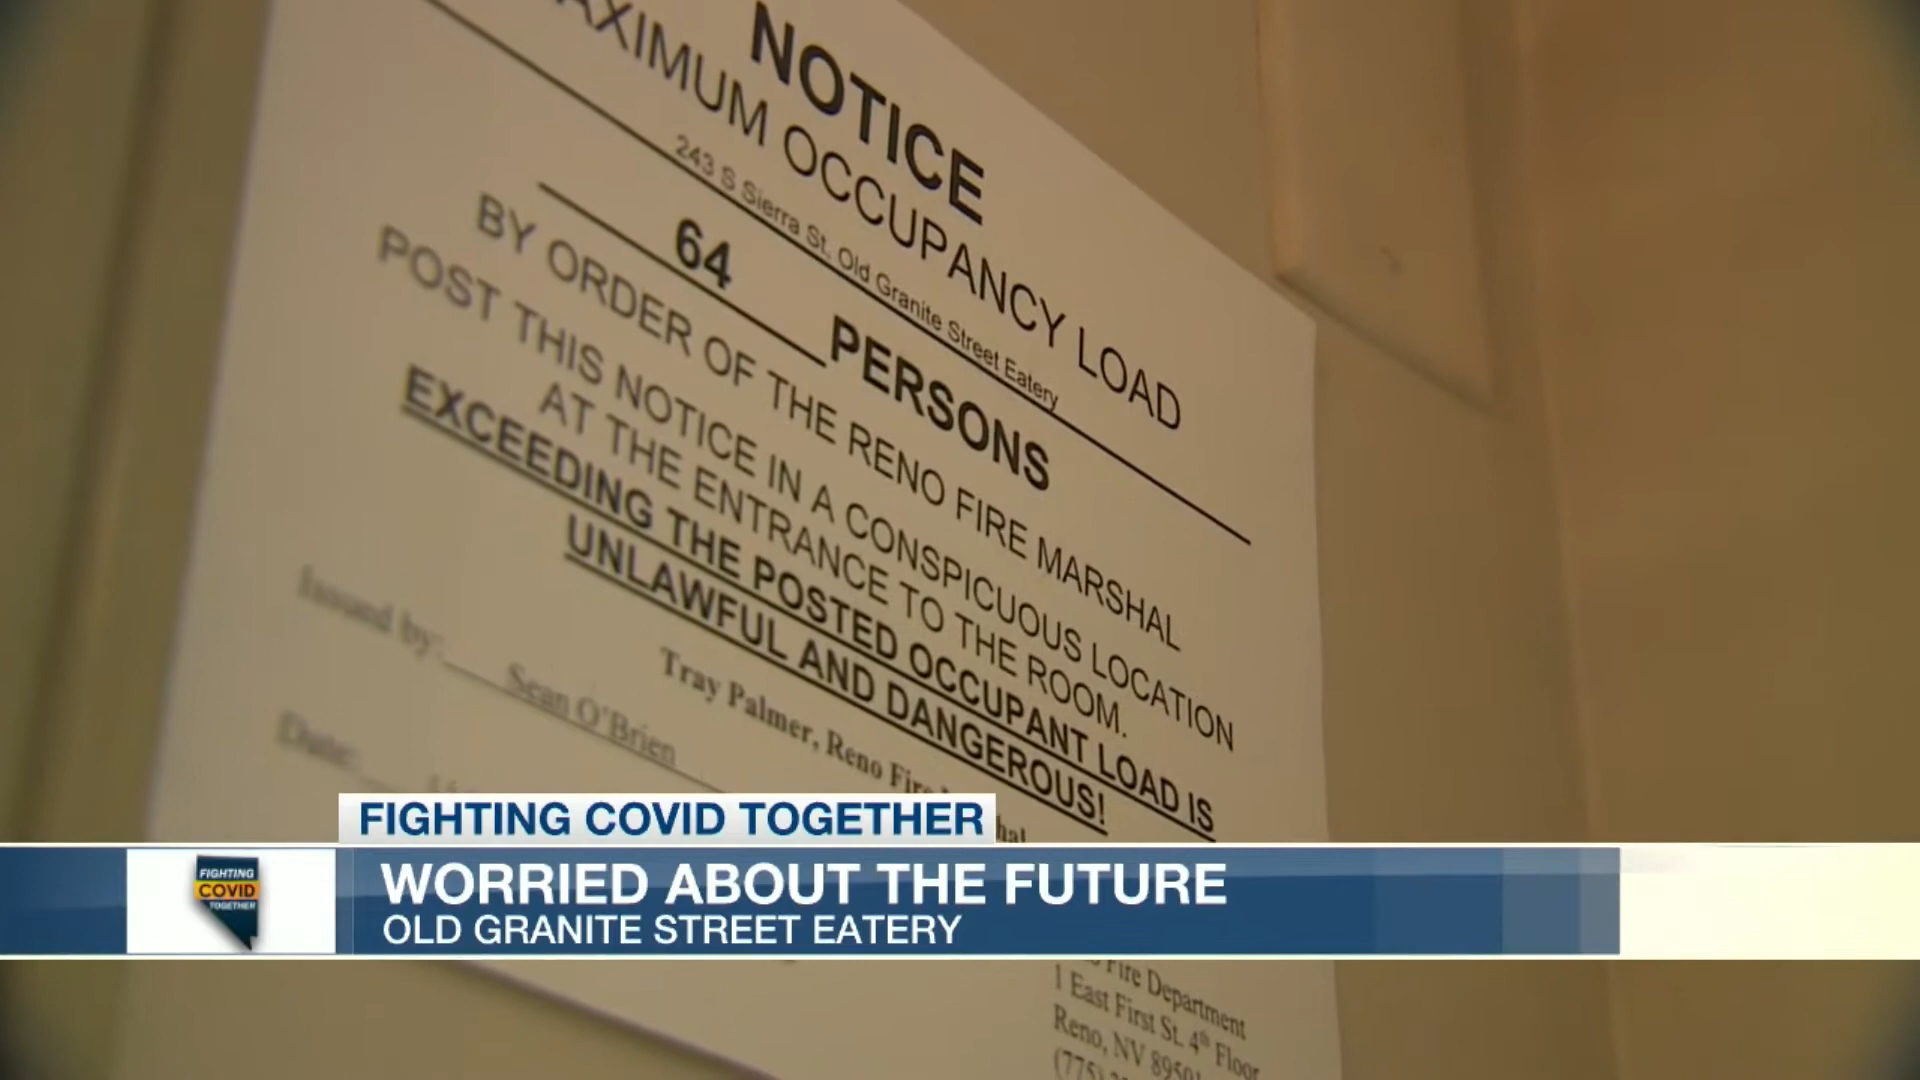 NOTICE
MAXIMUM OCCUPANCY LOAD
243 S Sierra St, Old Granite Street Eatery
64 PERSONS
BY ORDER OF THE RENO FIRE MARSHAL
POST THIS NOTICE IN A CONSPICUOUS LOCATION
AT THE ENTRANCE TO THE ROOM.
EXCEEDING THE POSTED OCCUPANT LOAD IS
UNLAWFUL AND DANGEROUS!
Issued by: Sean O'Brien
Tray Palmer, Reno Fire
Date:
Fire Department
1 East First St. 4th Floor
Reno, NV 89501
(775)
FIGHTING COVID TOGETHER
FIGHTING
COVID
TOGETHER
WORRIED ABOUT THE FUTURE
OLD GRANITE STREET EATERY